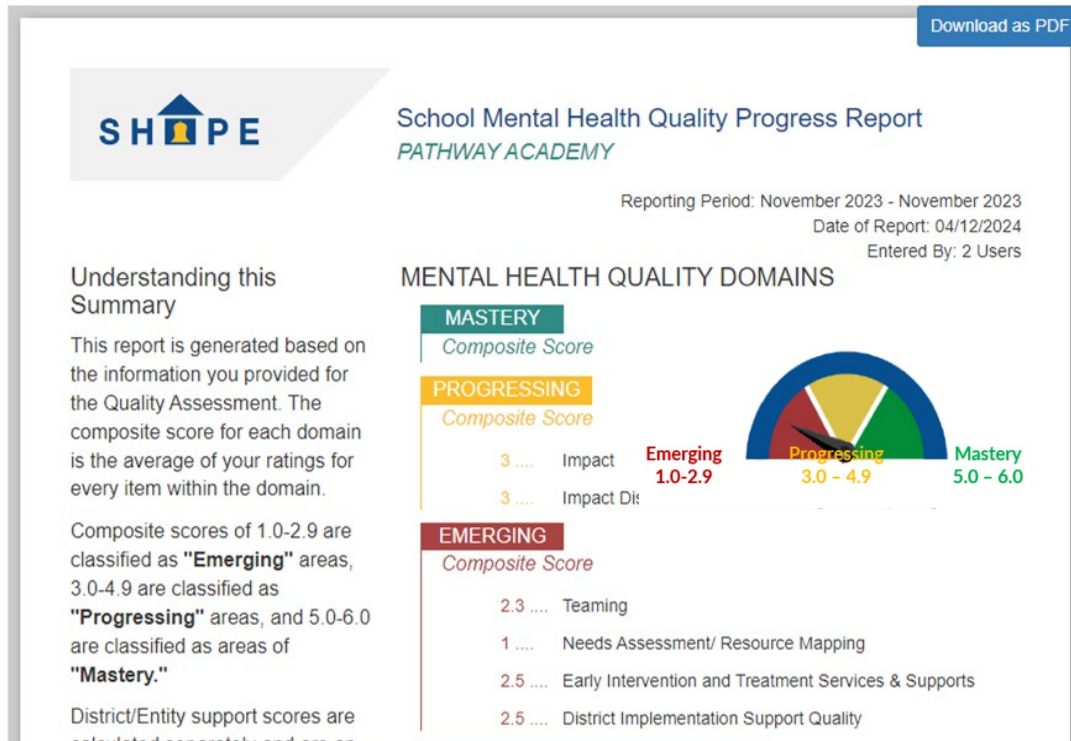 Download as PDF
SHAPE
School Mental Health Quality Progress Report
PATHWAY ACADEMY
Reporting Period: November 2023 - November 2023
Date of Report: 04/12/2024
Entered By: 2 Users
Understanding this
Summary
This report is generated based on
the information you provided for
the Quality Assessment. The
composite score for each domain
is the average of your ratings for
every item within the domain.
Composite scores of 1.0-2.9 are
classified as "Emerging" areas,
3.0-4.9 are classified as
"Progressing" areas, and 5.0-6.0
are classified as areas of
"Mastery."
District/Entity support scores are
MENTAL HEALTH QUALITY DOMAINS
MASTERY
Composite Score
PROGRESSING
Composite Score
3 .... Impact
3 .... Impact
Emerging
1.0-2.9
Progressing
3.0 – 4.9
Mastery
5.0 – 6.0
EMERGING
Composite Score
2.3 .... Teaming
1 .... Needs Assessment/ Resource Mapping
2.5 .... Early Intervention and Treatment Services & Supports
2.5 .... District Implementation Support Quality